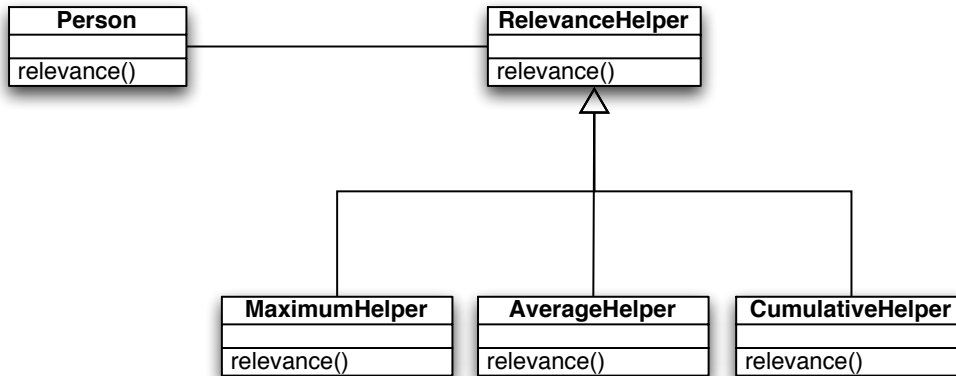 Person
relevance()
RelevanceHelper
relevance()
MaximumHelper
relevance()
AverageHelper
relevance()
CumulativeHelper
relevance()